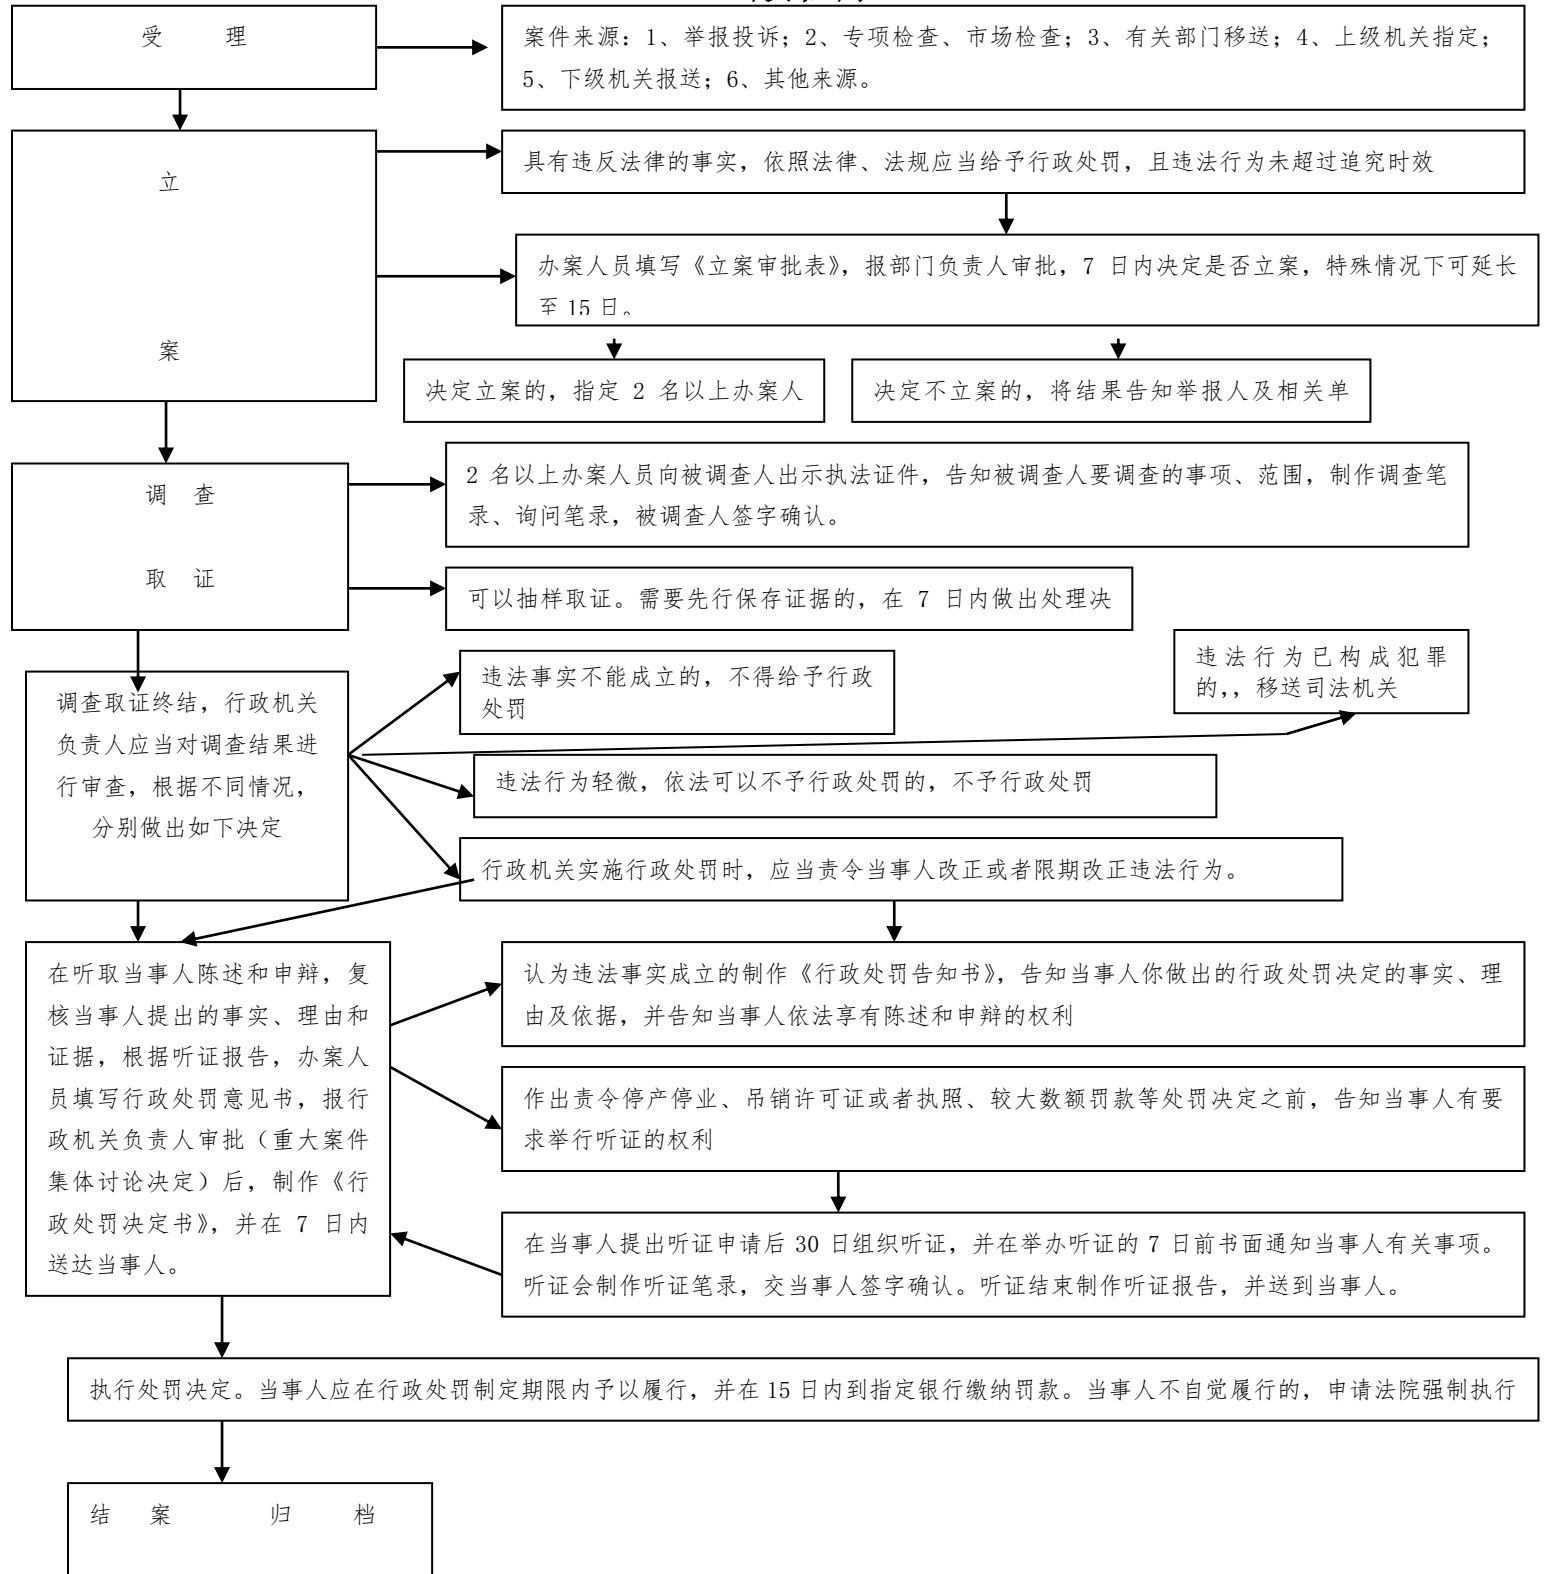 受 理
案件来源：1、举报投诉；2、专项检查、市场检查；3、有关部门移送；4、上级机关指定；
5、下级机关报送；6、其他来源。
立
案
具有违反法律的事实，依照法律、法规应当给予行政处罚，且违法行为未超过追究时效
办案人员填写《立案审批表》，报部门负责人审批，7 日内决定是否立案，特殊情况下可延长
至 15 日。
决定立案的，指定 2 名以上办案人
决定不立案的，将结果告知举报人及相关单
调 查
取 证
2 名以上办案人员向被调查人出示执法证件，告知被调查人要调查的事项、范围，制作调查笔
录、询问笔录，被调查人签字确认。
可以抽样取证。需要先行保存证据的，在 7 日内做出处理决
调查取证终结，行政机关
负责人应当对调查结果进
行审查，根据不同情况，
分别做出如下决定
违法事实不能成立的，不得给予行政
处罚
违法行为已构成犯罪
的，，移送司法机关
违法行为轻微，依法可以不予行政处罚的，不予行政处罚
行政机关实施行政处罚时，应当责令当事人改正或者限期改正违法行为。
在听取当事人陈述和申辩，复
核当事人提出的事实、理由和
证据，根据听证报告，办案人
员填写行政处罚意见书，报行
政机关负责人审批（重大案件
集体讨论决定）后，制作《行
政处罚决定书》，并在 7 日内
送达当事人。
认为违法事实成立的制作《行政处罚告知书》，告知当事人你做出的行政处罚决定的事实、理
由及依据，并告知当事人依法享有陈述和申辩的权利
作出责令停产停业、吊销许可证或者执照、较大数额罚款等处罚决定之前，告知当事人有要
求举行听证的权利
在当事人提出听证申请后 30 日组织听证，并在举办听证的 7 日前书面通知当事人有关事项。
听证会制作听证笔录，交当事人签字确认。听证结束制作听证报告，并送到当事人。
执行处罚决定。当事人应在行政处罚制定期限内予以履行，并在 15 日内到指定银行缴纳罚款。当事人不自觉履行的，申请法院强制执行
结 案 归 档